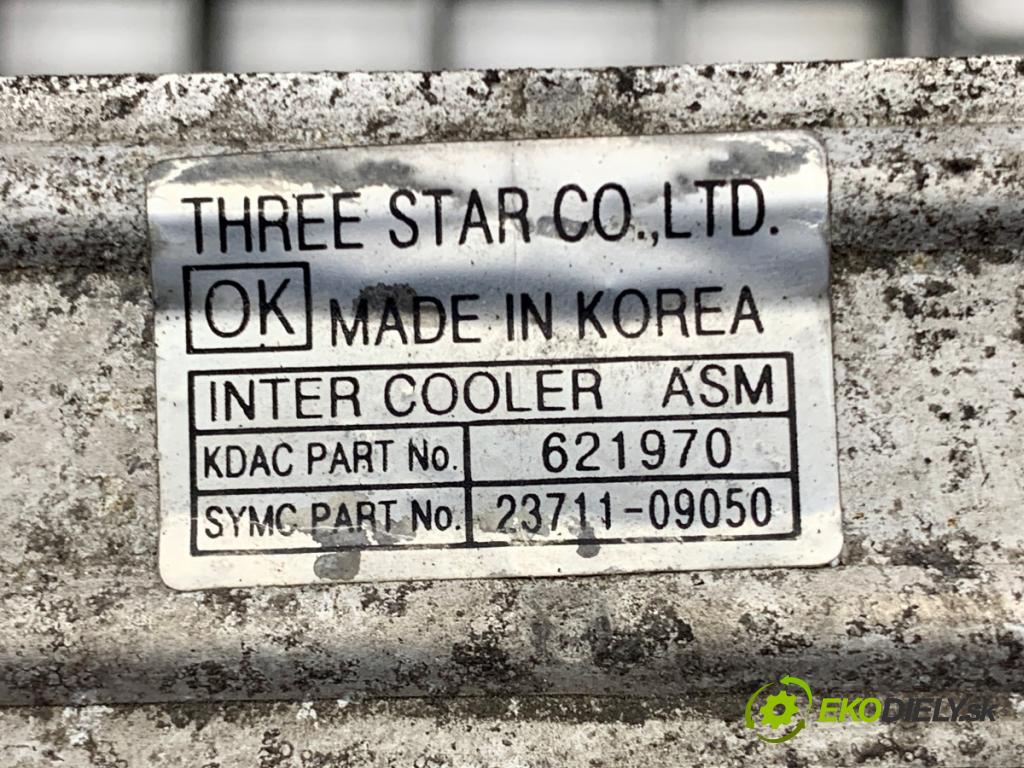 THREE STAR CO.,LTD.
OK MADE IN KOREA
INTER COOLER ASM
KDAC PART No. 621970
SYMC PART No. 23711-09050
EKODIELY.sk